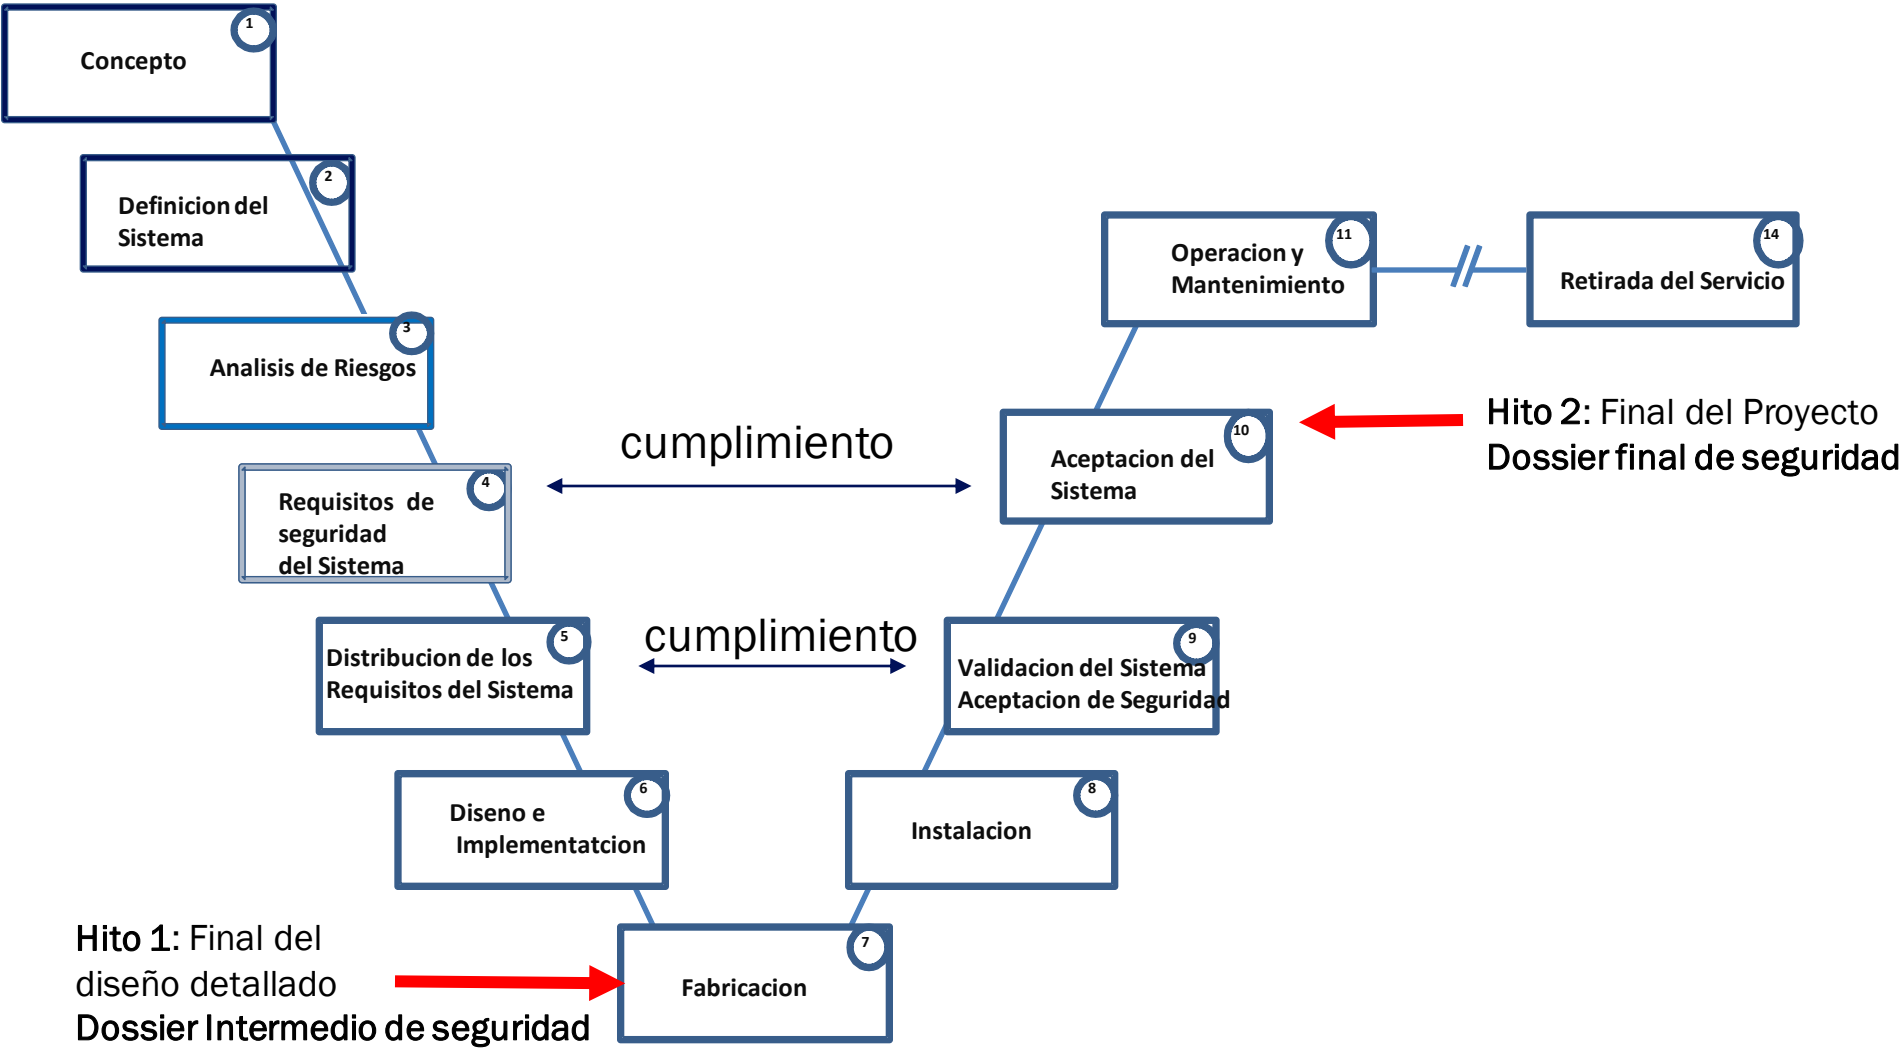 1
Concepto
2
Definicion del
Sistema
3
Analisis de Riesgos
4
Requisitos de
seguridad
del Sistema
5
Distribucion de los
Requisitos del Sistema
6
Diseno e
Implementatcion
7
Fabricacion
8
Instalacion
9
Validacion del Sistema
Aceptacion de Seguridad
10
Aceptacion del
Sistema
11
Operacion y
Mantenimiento
14
Retirada del Servicio
cumplimiento
cumplimiento
Hito 1: Final del
diseño detallado
Dossier Intermedio de seguridad
Hito 2: Final del Proyecto
Dossier final de seguridad